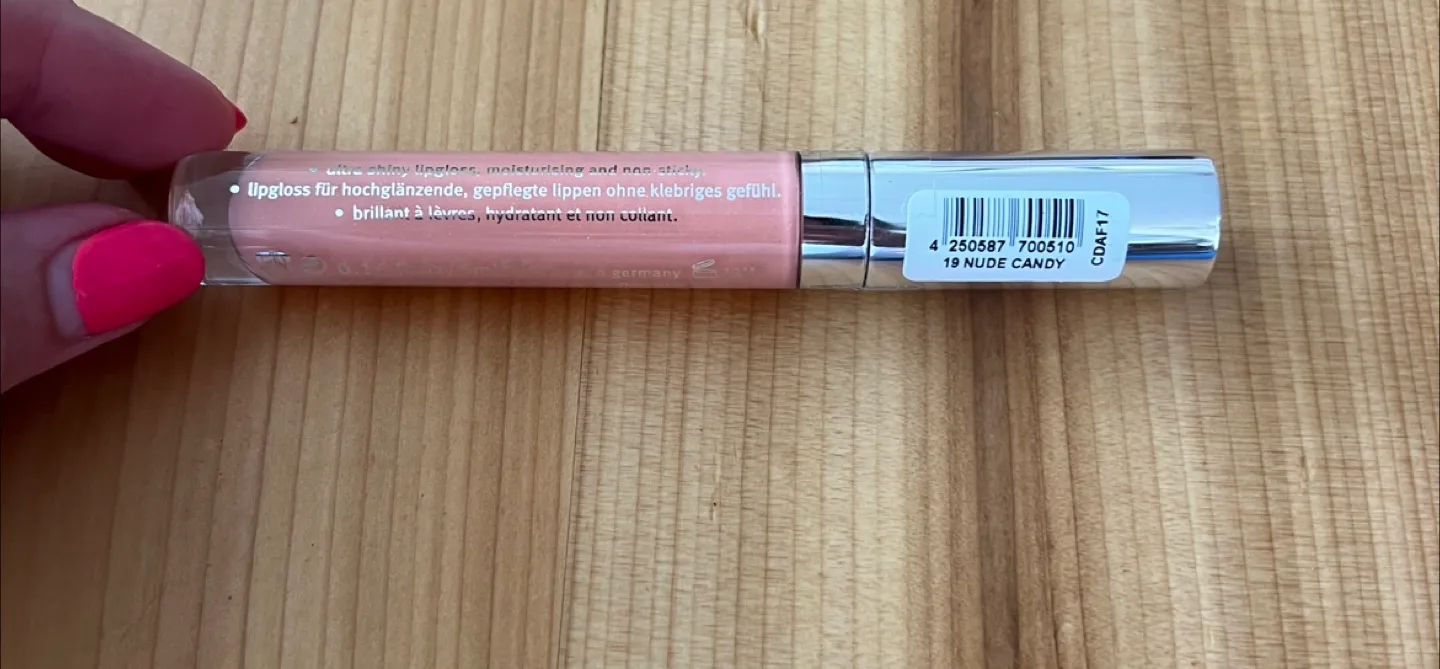 • ultra shiny lipgloss, moisturising and non sticky.
• lipgloss für hochglänzende, gepflegte lippen ohne klebriges gefühl.
• brillant à lèvres, hydratant et non collant.
germany
4 250587 700510
19 NUDE CANDY
CDAF17